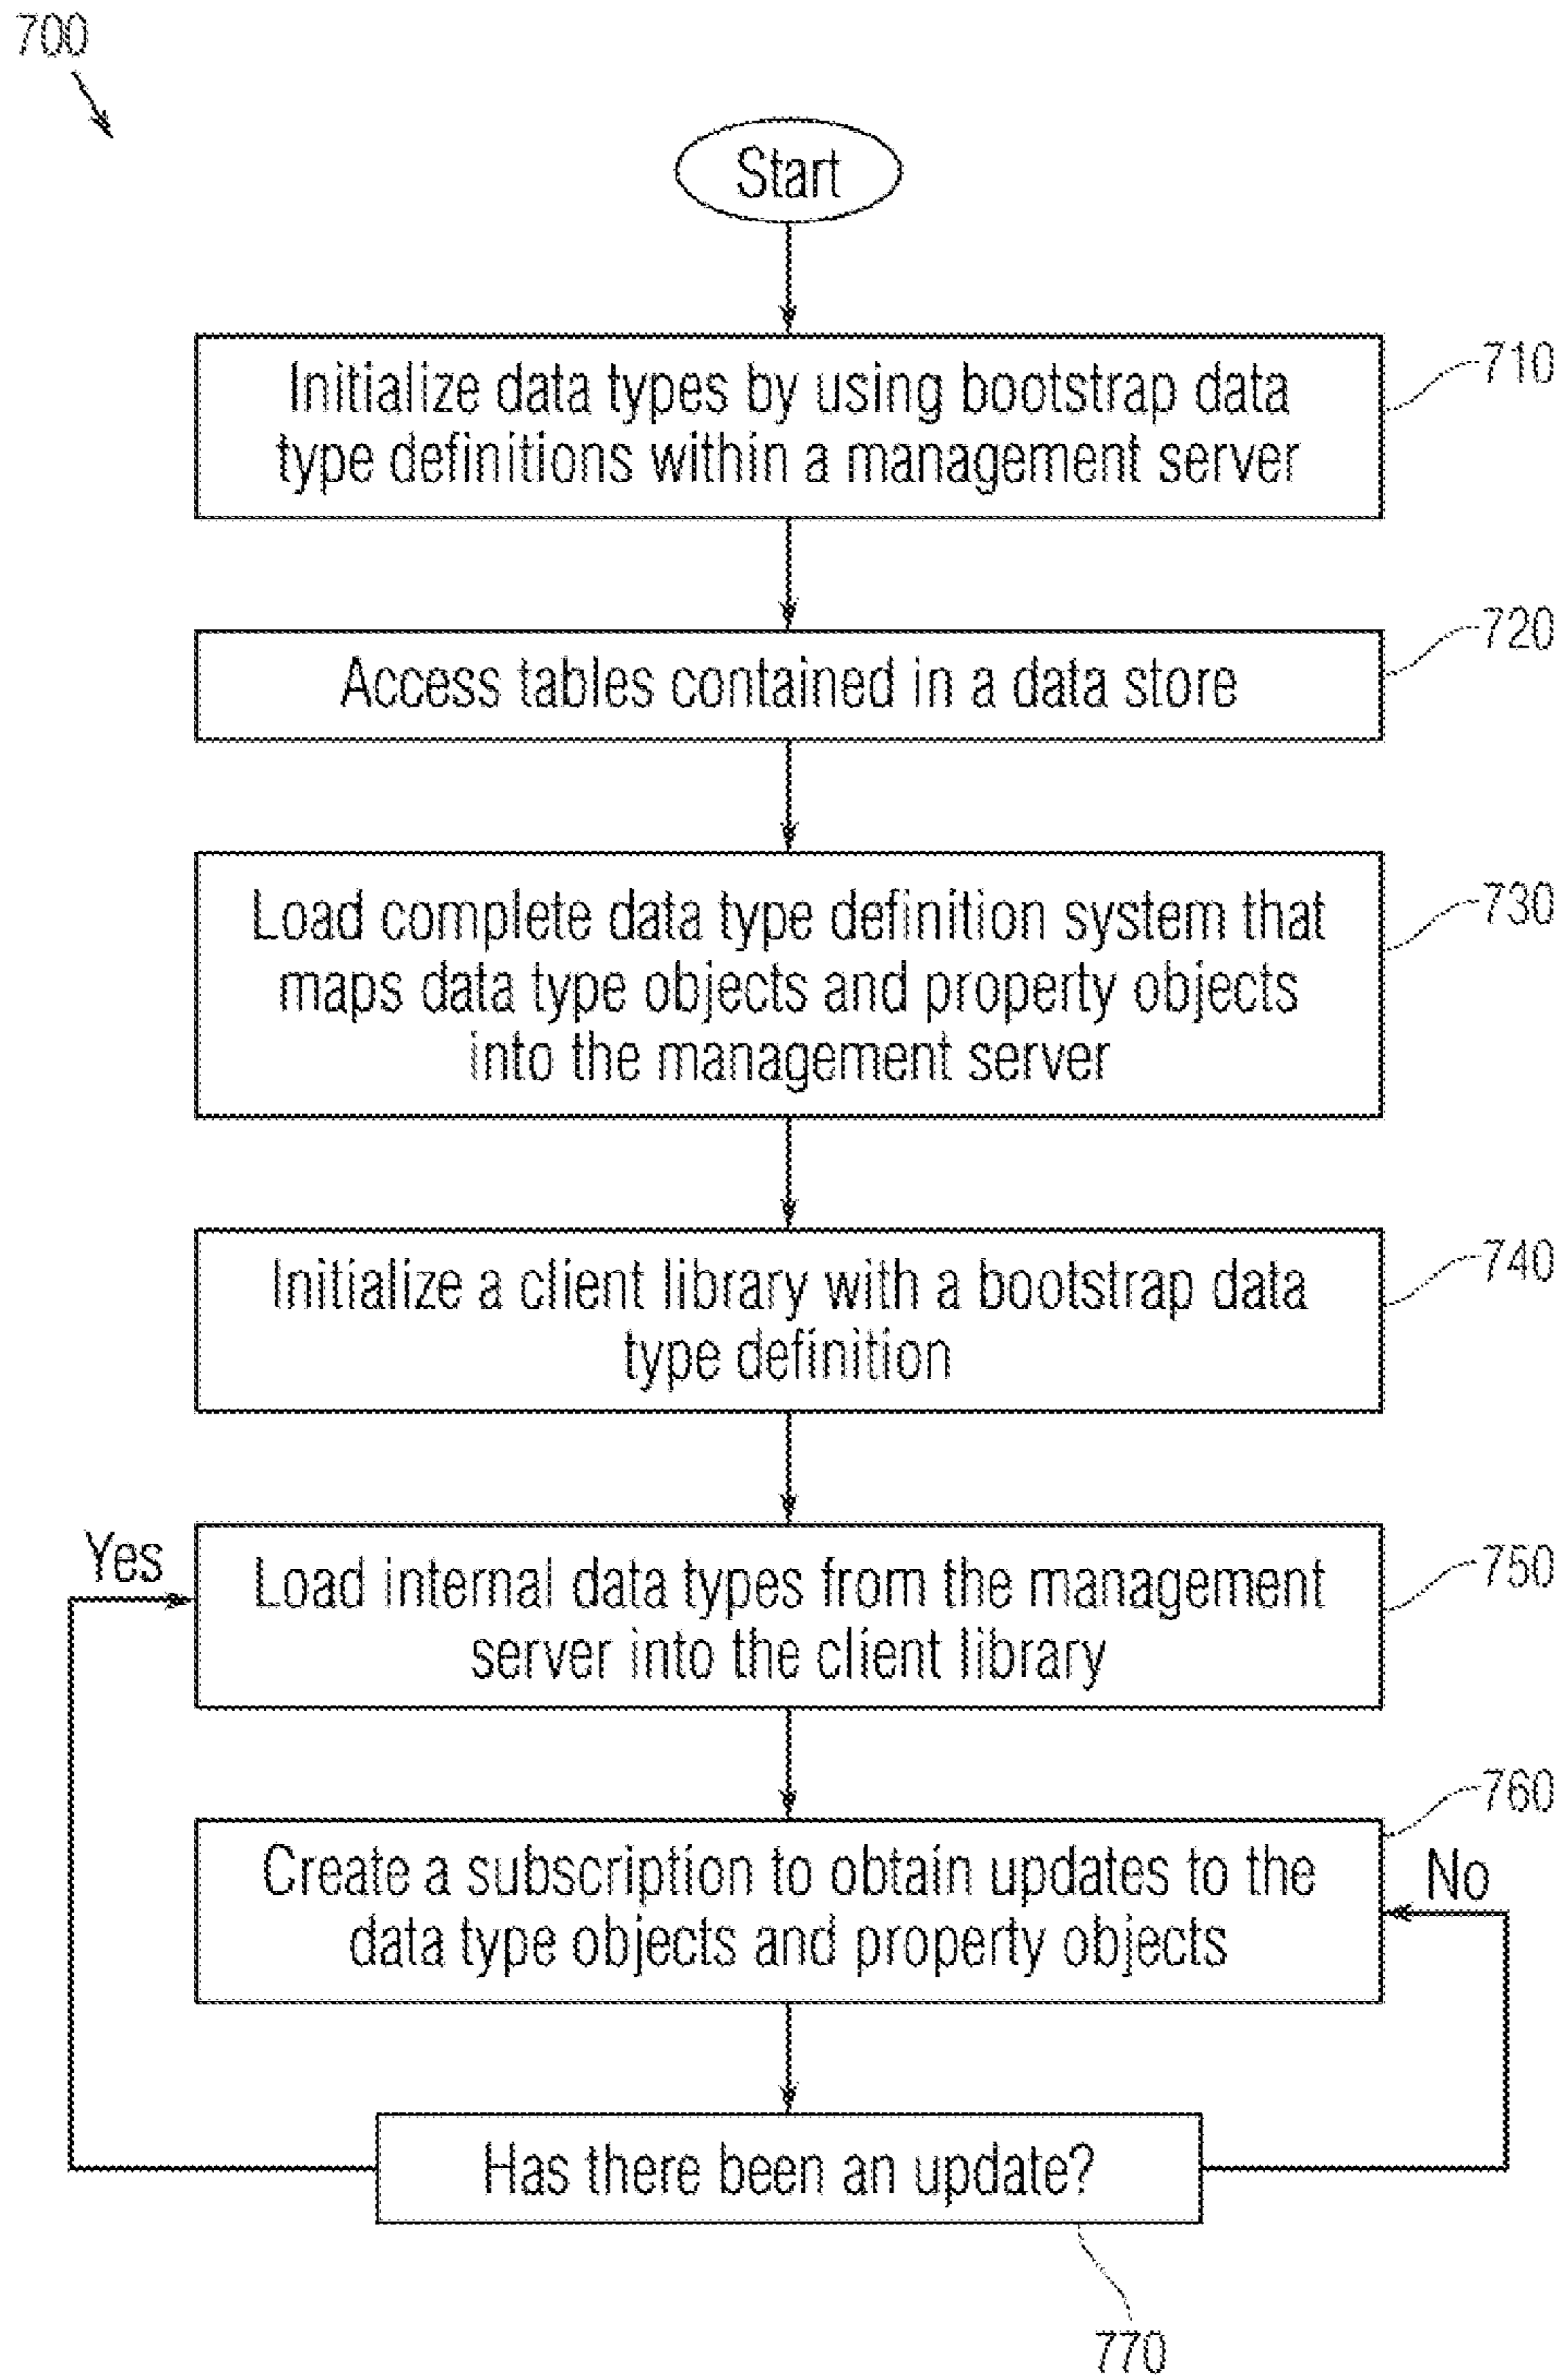 700
Start
Initialize data types by using bootstrap data
type definitions within a management server
710
Access tables contained in a data store
720
Load complete data type definition system that
maps data type objects and property objects
into the management server
730
Initialize a client library with a bootstrap data
type definition
740
Yes
Load internal data types from the management
server into the client library
750
Create a subscription to obtain updates to the
data type objects and property objects
760
No
Has there been an update?
770